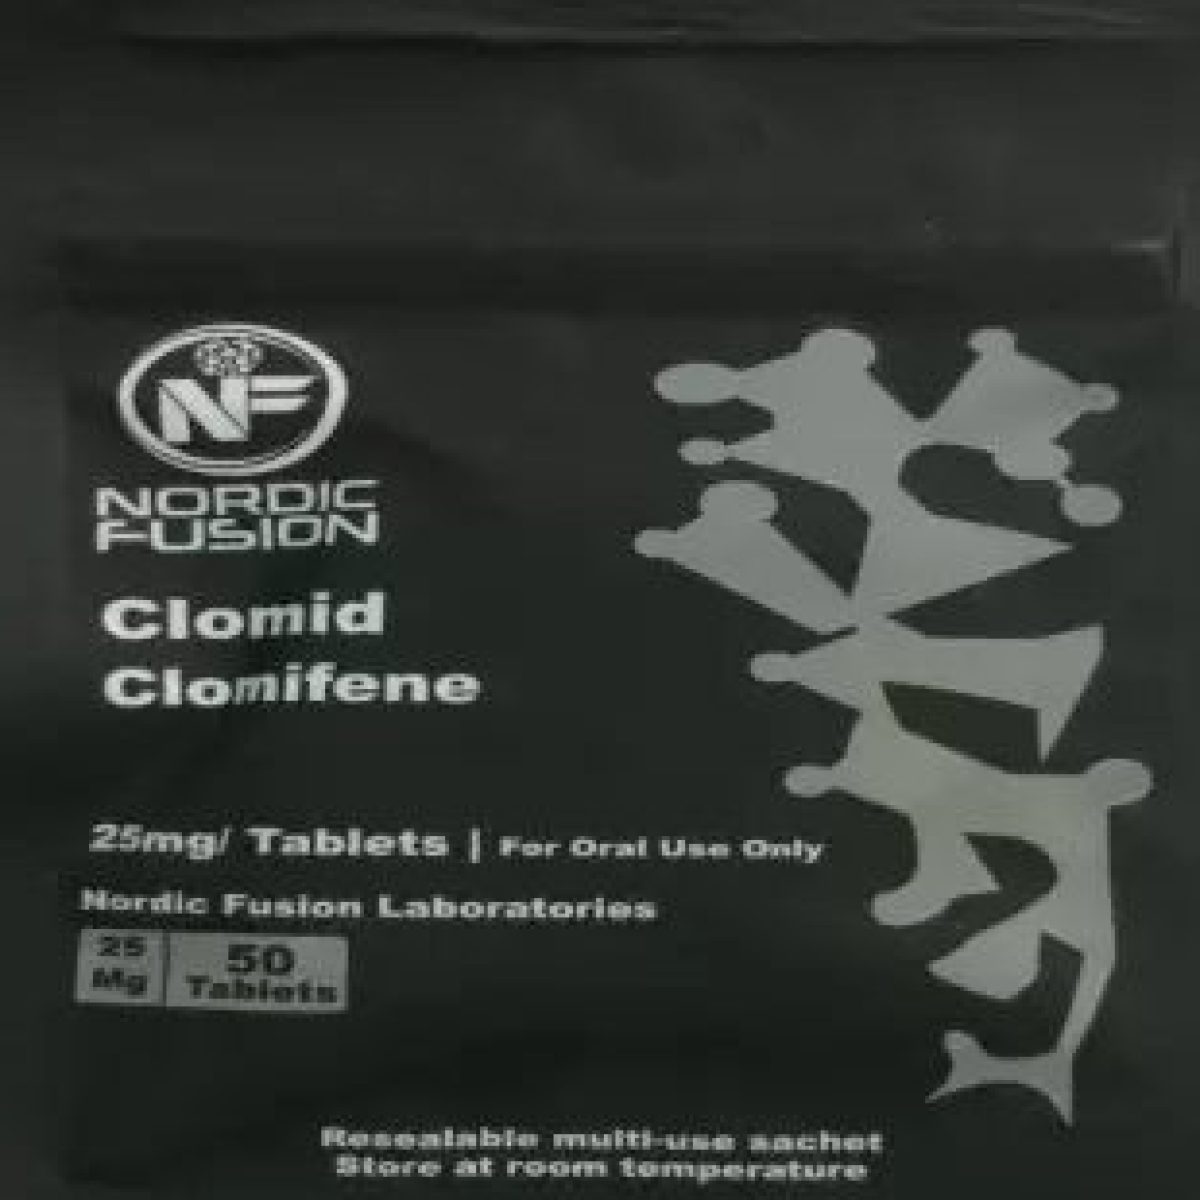 NF
NORDIC
FUSION
Clomid
Clomifene
25mg/ Tablets | For Oral Use Only
Nordic Fusion Laboratories
25
Mg
50
Tablets
Resealable multi-use sachet
Store at room temperature